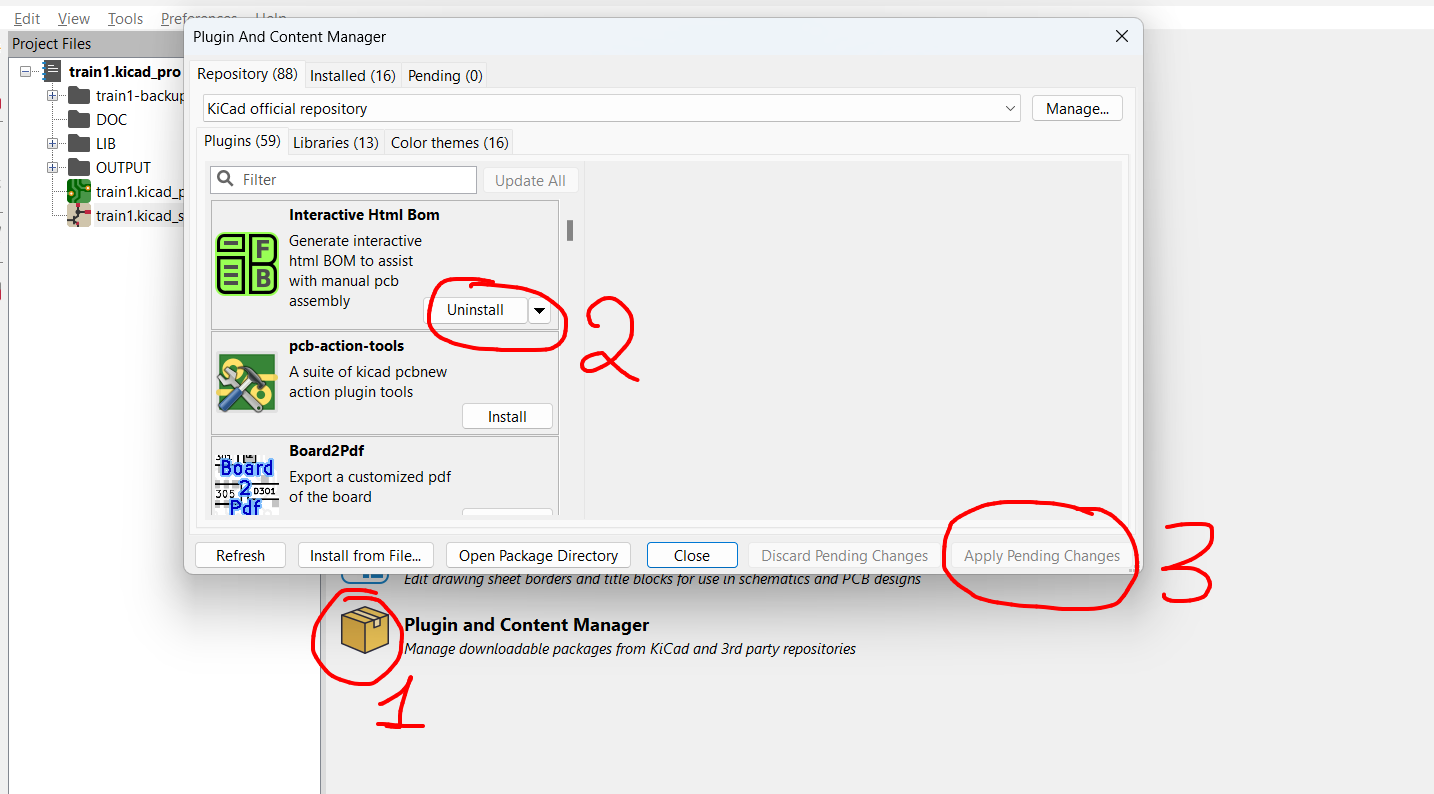 Edit View Tools Preferences Help
Plugin And Content Manager
Project Files
Repository (88) Installed (16) Pending (0)
train1.kicad_pro
train1-backup
KiCad official repository Manage...
DOC
LIB
Plugins (59) Libraries (13) Color themes (16)
OUTPUT
Filter Update All
train1.kicad_p
train1.kicad_s
Interactive Html Bom
Generate interactive
html BOM to assist
with manual pcb
assembly
F
B
Uninstall
2
pcb-action-tools
A suite of kicad pcbnew
action plugin tools
Install
Board2Pdf
Export a customized pdf
of the board
Board
2
Pdf
305 D301
Refresh Install from File... Open Package Directory Close Discard Pending Changes Apply Pending Changes
3
Edit drawing sheet borders and title blocks for use in schematics and PCB designs
Plugin and Content Manager
Manage downloadable packages from KiCad and 3rd party repositories
1